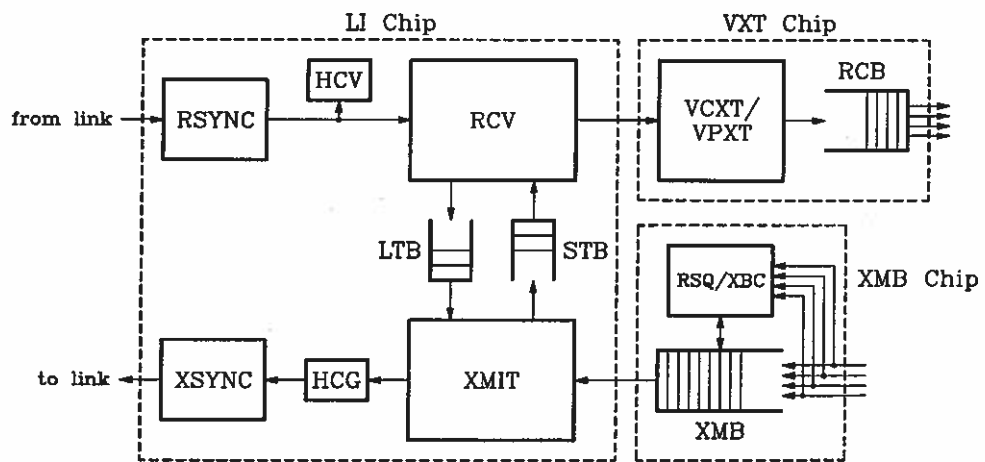 LI Chip
VXT Chip
HCV
RCB
from link
RSYNC
RCV
VCXT/
VPXT
LTB
STB
RSQ/XBC
XMB Chip
to link
XSYNC
HCG
XMIT
XMB